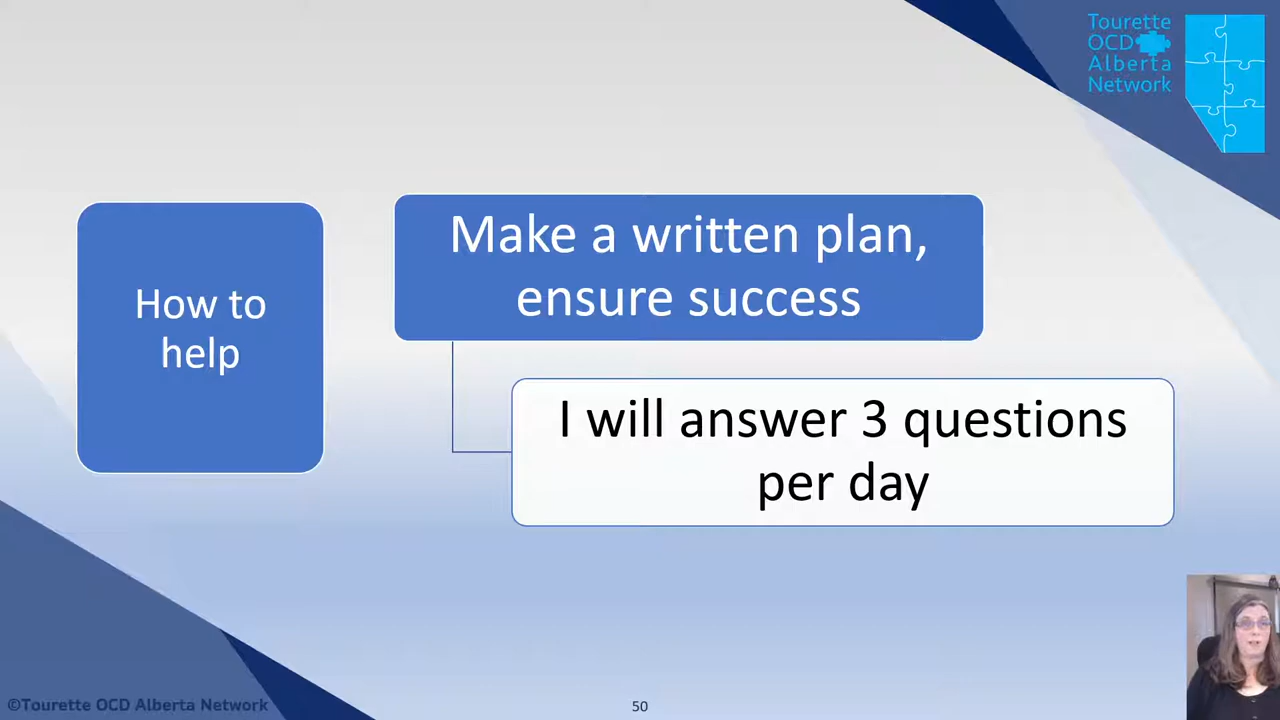 Tourette
OCD
Alberta
Network
How to
help
Make a written plan,
ensure success
I will answer 3 questions
per day
©Tourette OCD Alberta Network
50